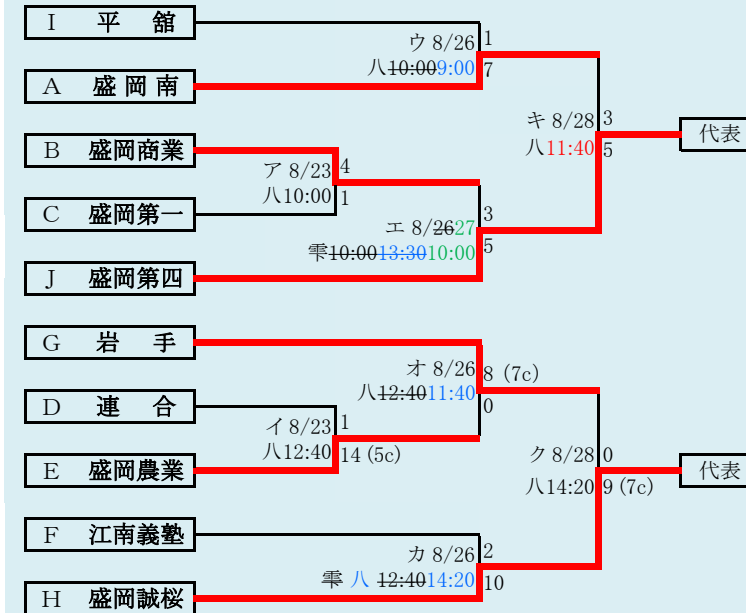 I 平舘
ウ 8/26 1
八10:009:00 7
A 盛岡南
キ 8/28 3
代表
八11:40 5
B 盛岡商業
ア 8/23 4
八10:00 1
C 盛岡第一
エ 8/2627 3
雫10:0013:3010:00 5
J 盛岡第四
G 岩手
オ 8/26 8 (7c)
八12:4011:40 0
D 連合
イ 8/23 1
八12:40 14 (5c)
E 盛岡農業
ク 8/28 0
代表
八14:20 9 (7c)
F 江南義塾
カ 8/26 2
雫 八 12:4014:20 10
H 盛岡誠桜